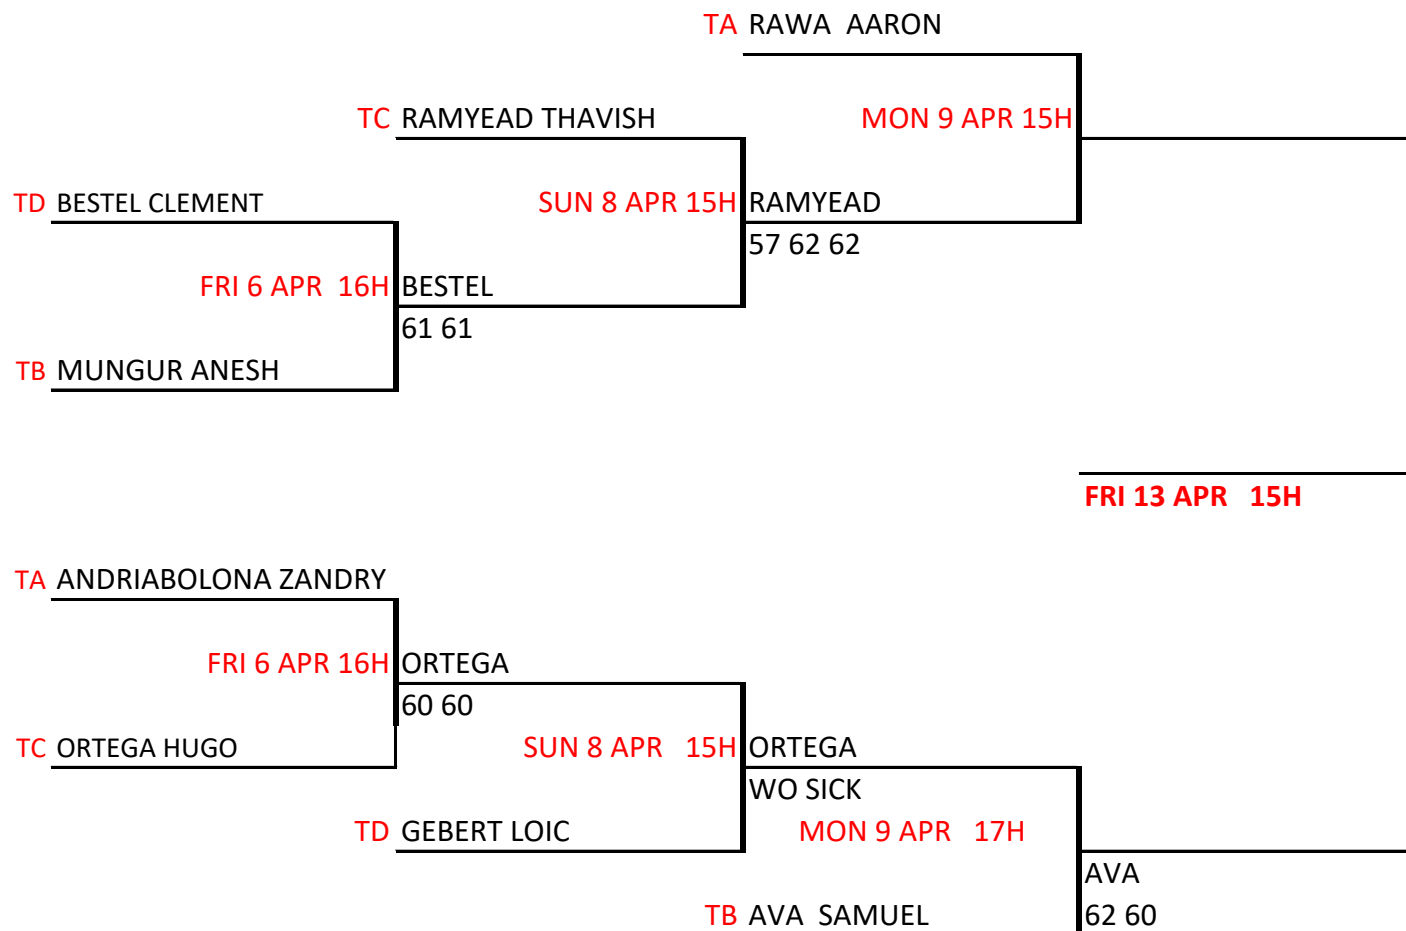 TA RAWA  AARON
TC RAMYEAD THAVISH MON 9 APR 15H
TD BESTEL CLEMENT SUN 8 APR 15H RAMYEAD
57 62 62
FRI 6 APR  16H BESTEL
61 61
TB MUNGUR ANESH
FRI 13 APR   15H
TA ANDRIABOLONA ZANDRY
FRI 6 APR 16H ORTEGA
60 60
TC ORTEGA HUGO SUN 8 APR   15H ORTEGA
WO SICK
TD GEBERT LOIC MON 9 APR   17H
AVA
TB AVA  SAMUEL 62 60